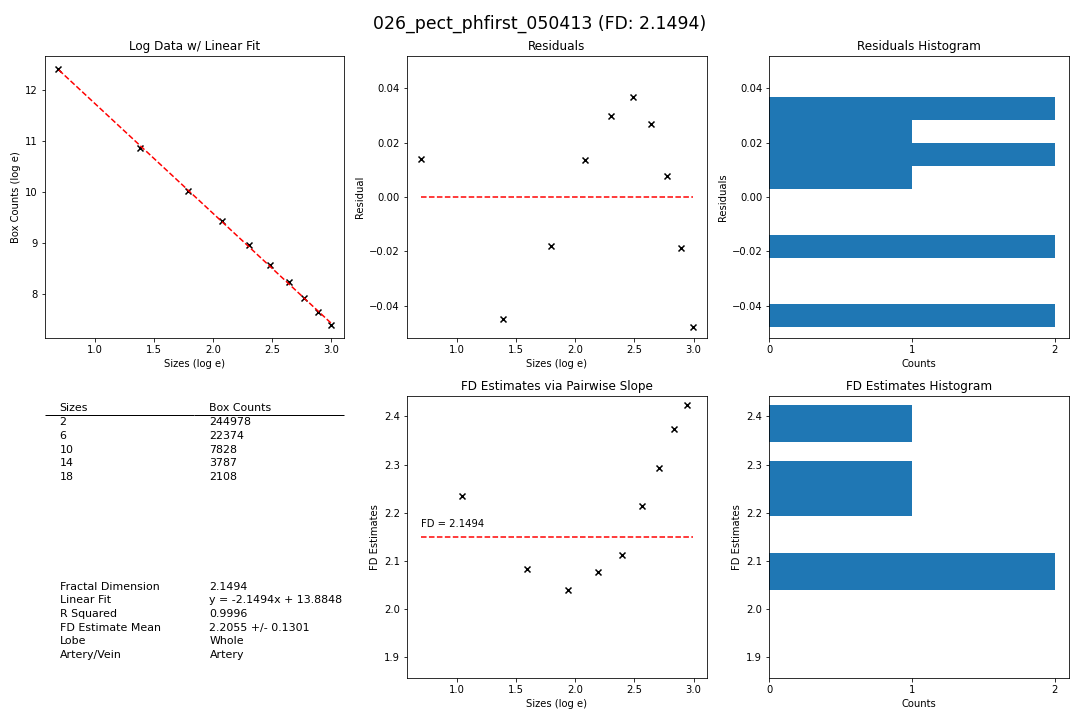 026_pect_phfirst_050413 (FD: 2.1494)
Log Data w/ Linear Fit
Box Counts (log e)
12
11
10
9
8
1.0 1.5 2.0 2.5 3.0
Sizes (log e)
Residuals
Residual
0.04
0.02
0.00
−0.02
−0.04
1.0 1.5 2.0 2.5 3.0
Sizes (log e)
Residuals Histogram
Residuals
0.04
0.02
0.00
−0.02
−0.04
0 1 2
Counts
Sizes Box Counts
2 244978
6 22374
10 7828
14 3787
18 2108
Fractal Dimension 2.1494
Linear Fit y = -2.1494x + 13.8848
R Squared 0.9996
FD Estimate Mean 2.2055 +/- 0.1301
Lobe Whole
Artery/Vein Artery
FD Estimates via Pairwise Slope
FD Estimates
2.4
2.3
2.2
2.1
2.0
1.9
FD = 2.1494
1.0 1.5 2.0 2.5 3.0
Sizes (log e)
FD Estimates Histogram
FD Estimates
2.4
2.3
2.2
2.1
2.0
1.9
0 1 2
Counts